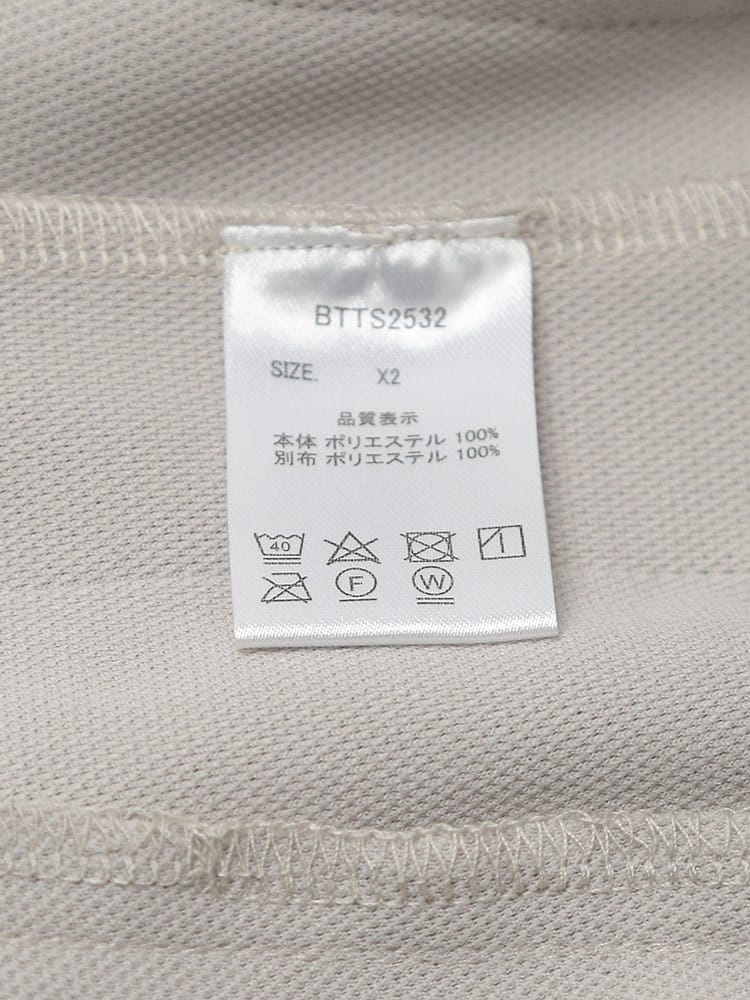 BTTS2532
SIZE. X2
品質表示
本体 ポリエステル 100%
別布 ポリエステル 100%
40
F W